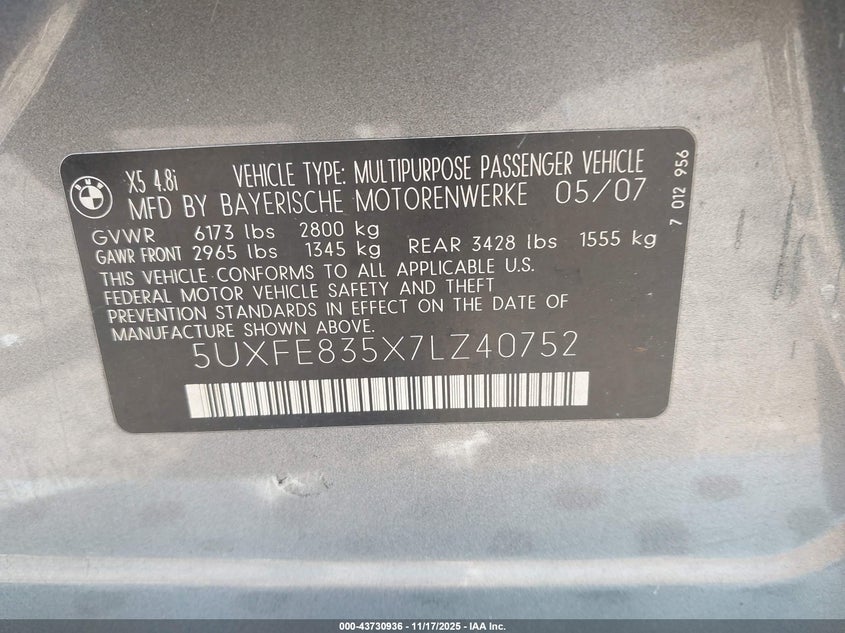 BMW
X5 4.8i VEHICLE TYPE: MULTIPURPOSE PASSENGER VEHICLE
MFD BY BAYERISCHE MOTORENWERKE 05/07
GVWR 6173 lbs 2800 kg
GAWR FRONT 2965 lbs 1345 kg REAR 3428 lbs 1555 kg
THIS VEHICLE CONFORMS TO ALL APPLICABLE U.S.
FEDERAL MOTOR VEHICLE SAFETY AND THEFT
PREVENTION STANDARDS IN EFFECT ON THE DATE OF
MANUFACTURE SHOWN ABOVE.
5UXFE835X7LZ40752
7 012 956
000-43730936 - 11/17/2025 - IAA Inc.